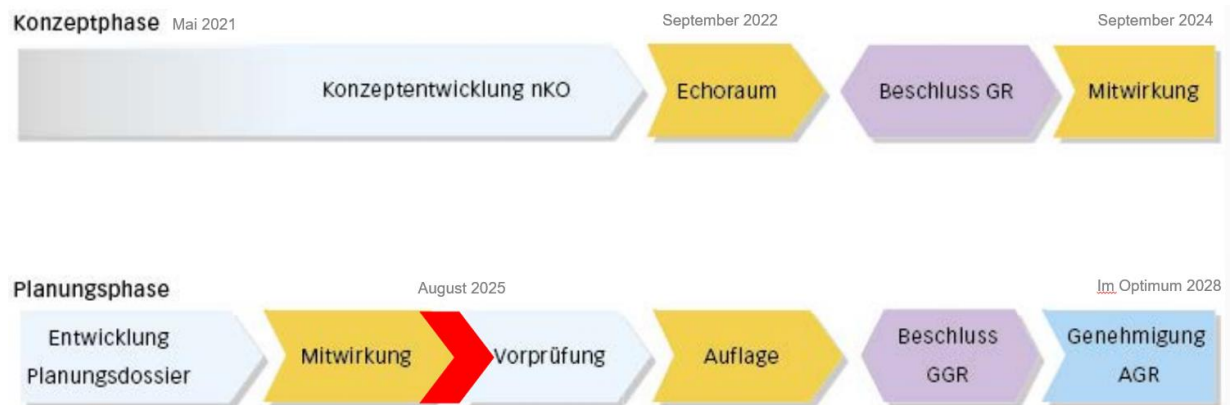 Konzeptphase Mai 2021 September 2022 September 2024
Konzeptentwicklung nKO Echoraum Beschluss GR Mitwirkung
Planungsphase August 2025 Im Optimum 2028
Entwicklung
Planungsdossier
Mitwirkung
Vorprüfung
Auflage
Beschluss
GGR
Genehmigung
AGR